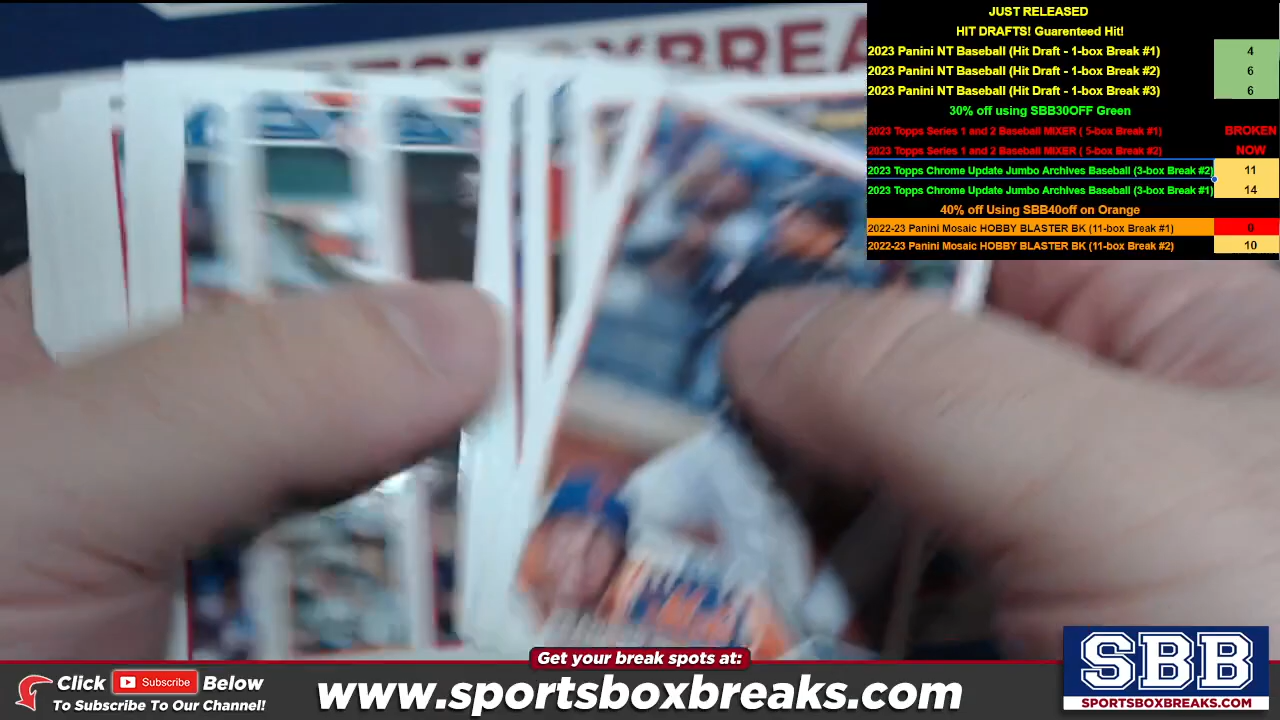 JUST RELEASED
HIT DRAFTS! Guarenteed Hit!
2023 Panini NT Baseball (Hit Draft - 1-box Break #1) 4
2023 Panini NT Baseball (Hit Draft - 1-box Break #2) 6
2023 Panini NT Baseball (Hit Draft - 1-box Break #3) 6
30% off using SBB30OFF Green
2023 Topps Series 1 and 2 Baseball MIXER ( 5-box Break #1) BROKEN
2023 Topps Series 1 and 2 Baseball MIXER ( 5-box Break #2) NOW
2023 Topps Chrome Update Jumbo Archives Baseball (3-box Break #2) 11
2023 Topps Chrome Update Jumbo Archives Baseball (3-box Break #1) 14
40% off Using SBB40off on Orange
2022-23 Panini Mosaic HOBBY BLASTER BK (11-box Break #1) 0
2022-23 Panini Mosaic HOBBY BLASTER BK (11-box Break #2) 10
Get your break spots at:
Click Subscribe Below
To Subscribe To Our Channel!
www.sportsboxbreaks.com
SBB
SPORTSBOXBREAKS.COM